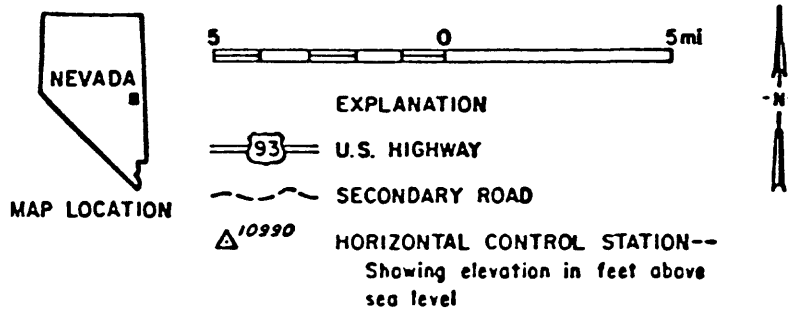 5 0 5 mi
NEVADA
-N-
EXPLANATION
93 U.S. HIGHWAY
MAP LOCATION
SECONDARY ROAD
10990 HORIZONTAL CONTROL STATION--
Showing elevation in feet above
sea level